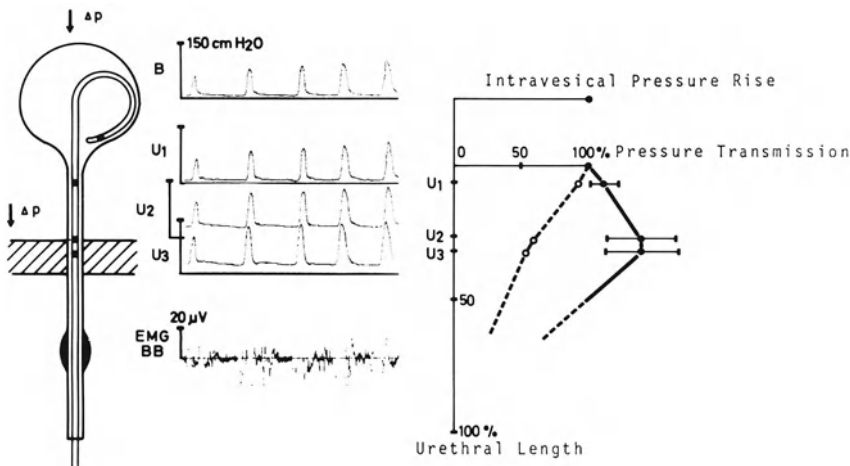 Δp
150 cm H2O
B
U1
Δp
U2
U3
20 µV
EMG
BB
Intravesical Pressure Rise
0 50 100% Pressure Transmission
U1
U2
U3
50
100 %
Urethral Length